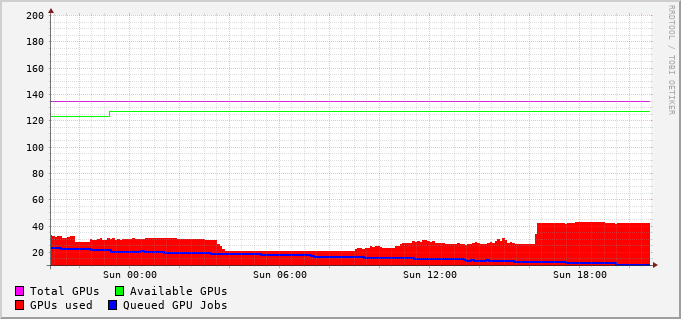 200
180
160
140
120
100
80
60
40
20
Sun 00:00 Sun 06:00 Sun 12:00 Sun 18:00
Total GPUs Available GPUs
GPUs used Queued GPU Jobs
RRDTOOL / TOBI OETIKER